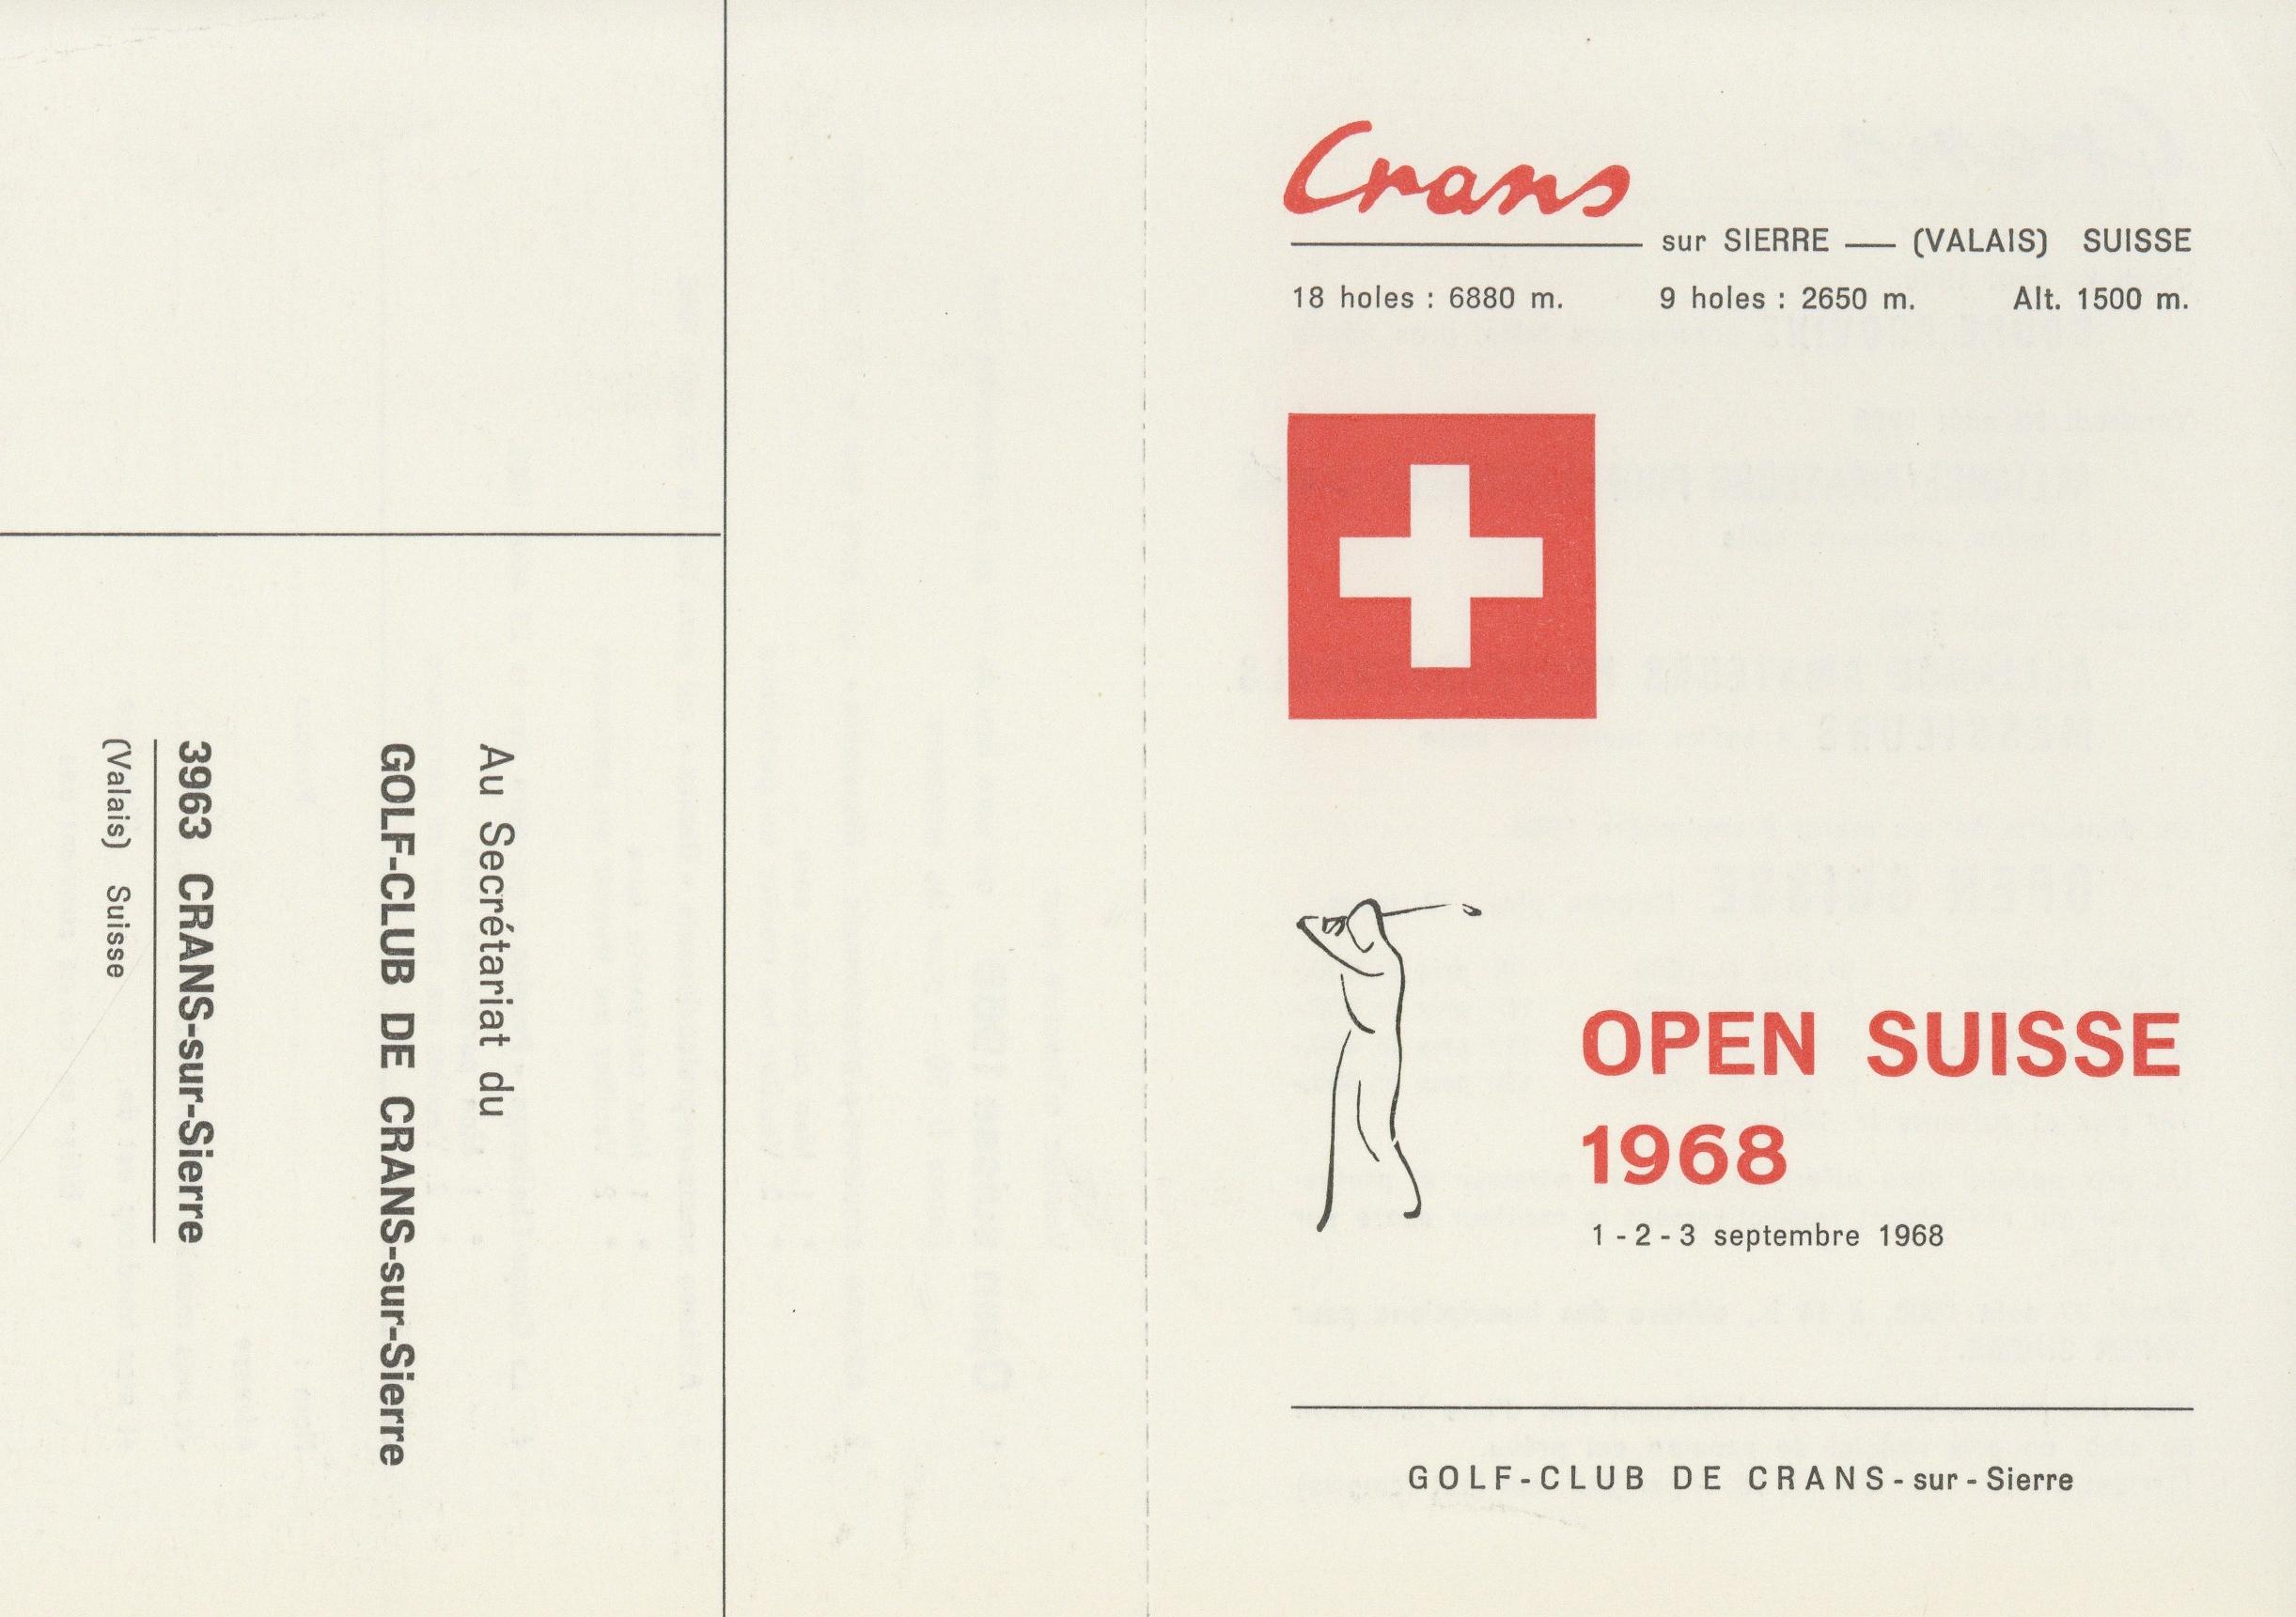 Crans
sur SIERRE — (VALAIS) SUISSE
18 holes : 6880 m. 9 holes : 2650 m. Alt. 1500 m.
OPEN SUISSE
1968
1 - 2 - 3 septembre 1968
GOLF-CLUB DE CRANS - sur - Sierre
Au Secrétariat du
GOLF-CLUB DE CRANS-sur-Sierre
3963 CRANS-sur-Sierre
(Valais) Suisse